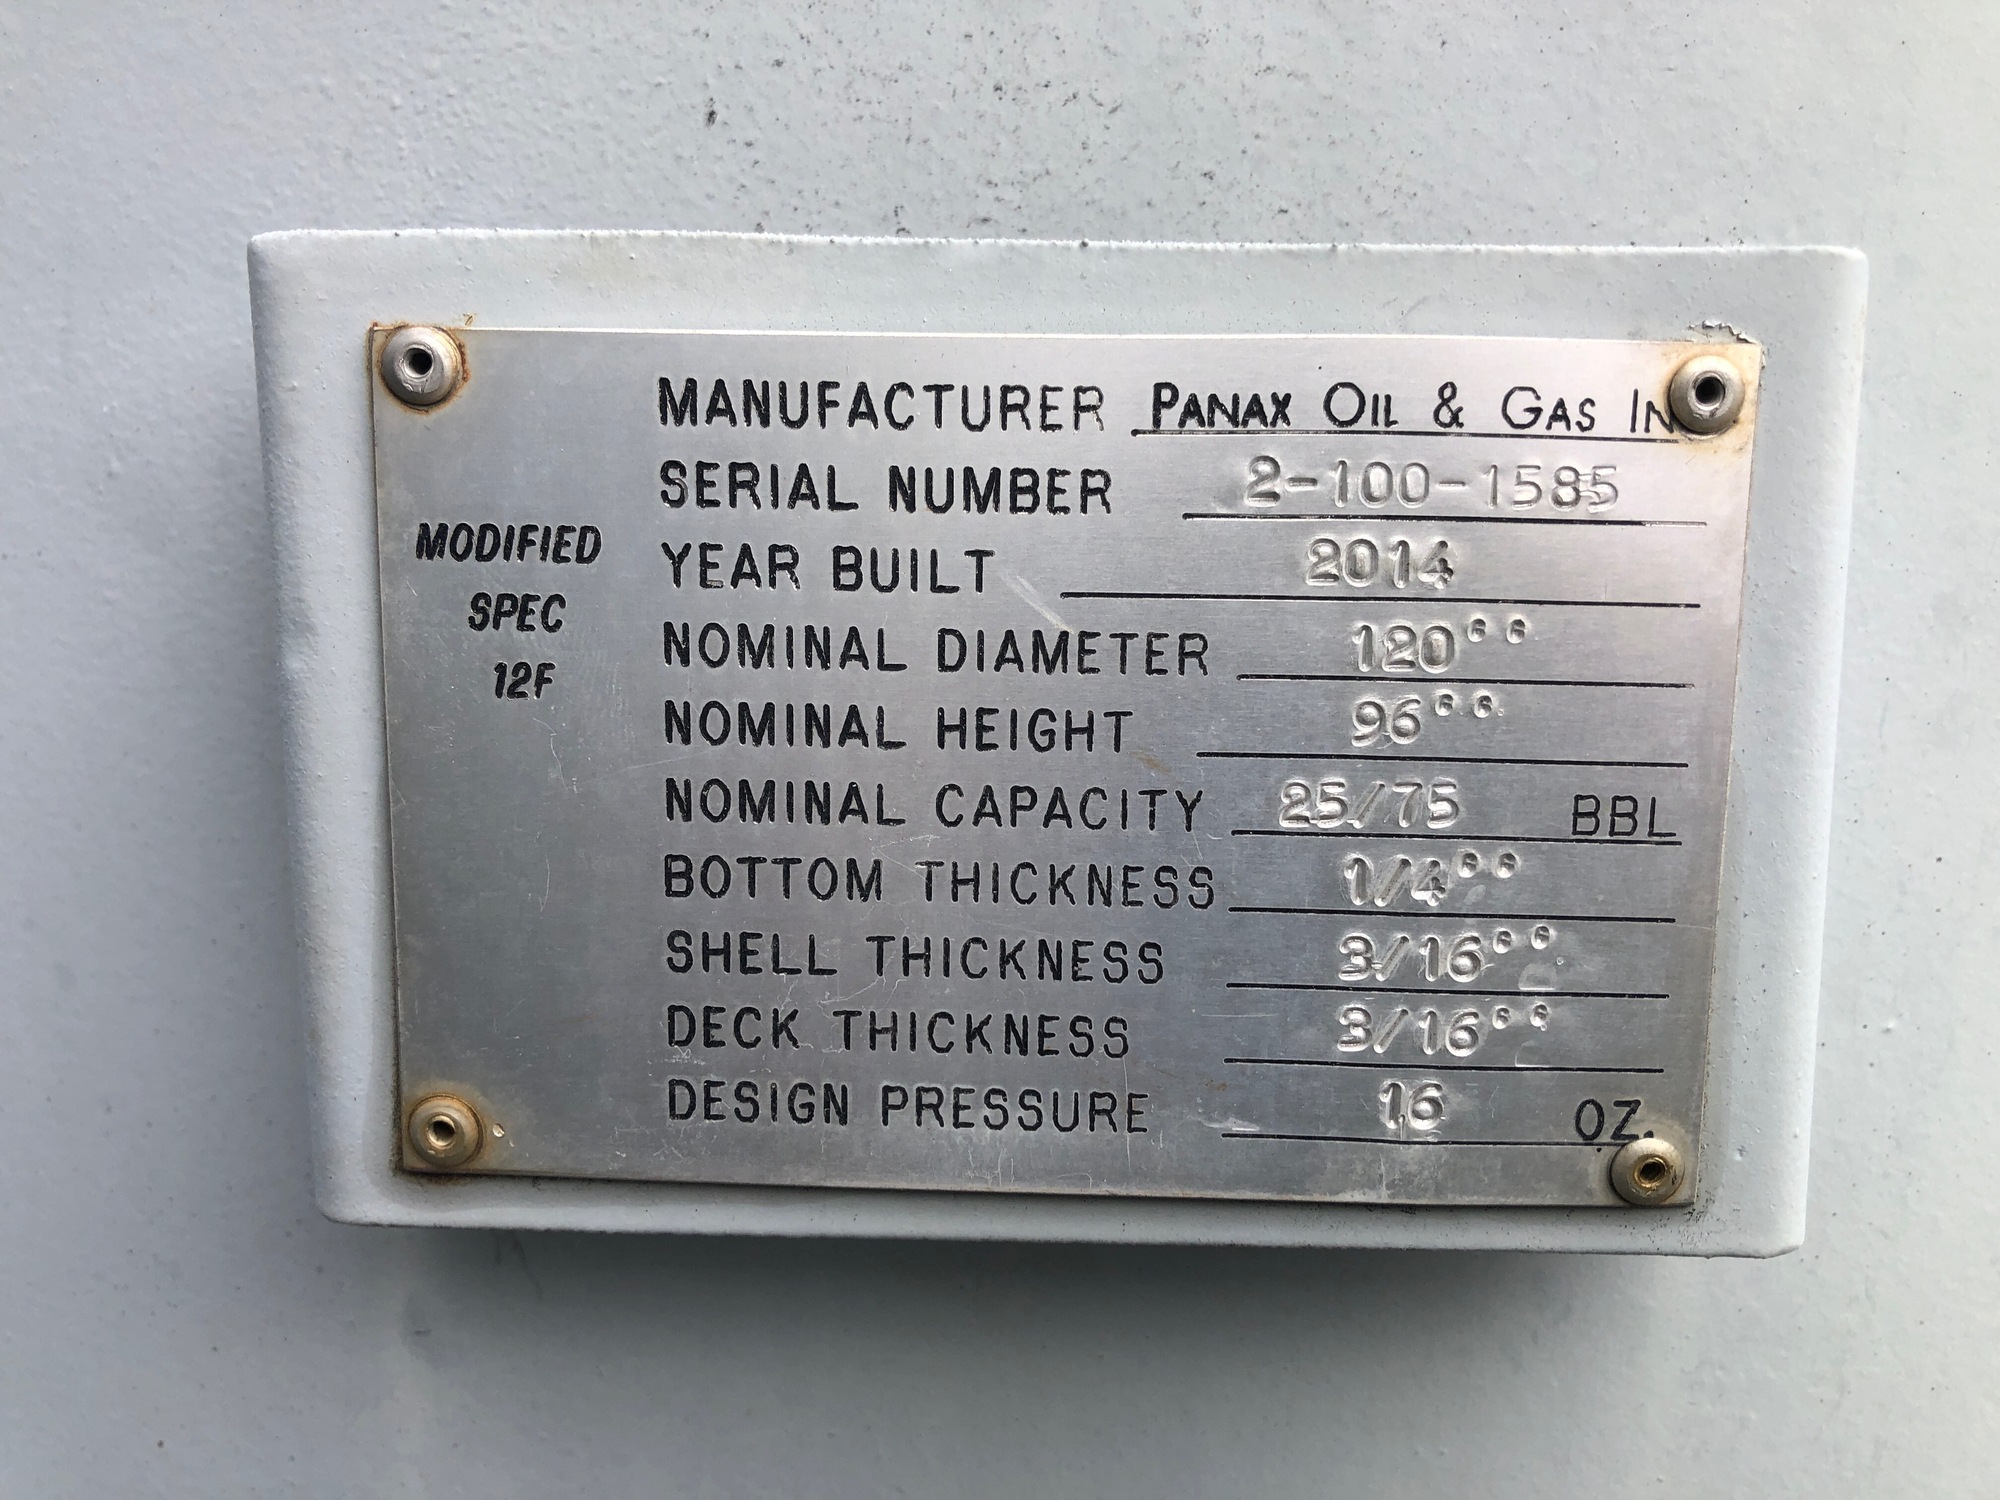 MANUFACTURER PANAX OIL & GAS IN
SERIAL NUMBER 2-100-1585
YEAR BUILT 2014
NOMINAL DIAMETER 120"
NOMINAL HEIGHT 96"
NOMINAL CAPACITY 25/75 BBL
BOTTOM THICKNESS 1/4"
SHELL THICKNESS 3/16"
DECK THICKNESS 3/16"
DESIGN PRESSURE 16 OZ.
MODIFIED
SPEC
12F